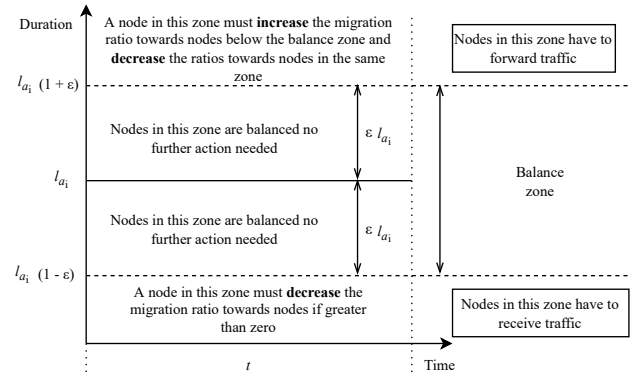 Duration
A node in this zone must increase the migration
ratio towards nodes below the balance zone and
decrease the ratios towards nodes in the same
zone
Nodes in this zone have to
forward traffic
l_{a_i} (1 + ε)
Nodes in this zone are balanced no
further action needed
ε l_{a_i}
l_{a_i}
Balance
zone
Nodes in this zone are balanced no
further action needed
ε l_{a_i}
l_{a_i} (1 - ε)
A node in this zone must decrease the
migration ratio towards nodes if greater
than zero
Nodes in this zone have to
receive traffic
t
Time